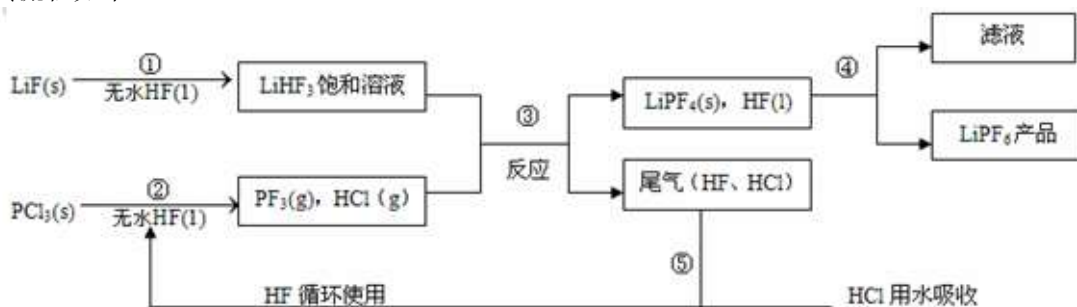 LiF(s)
①
无水HF(l)
LiHF₃饱和溶液
PCl₃(s)
②
无水HF(l)
PF₃(g), HCl(g)
③
反应
LiPF₄(s), HF(l)
尾气(HF、HCl)
④
滤液
LiPF₆产品
⑤
HF 循环使用
HCl 用水吸收